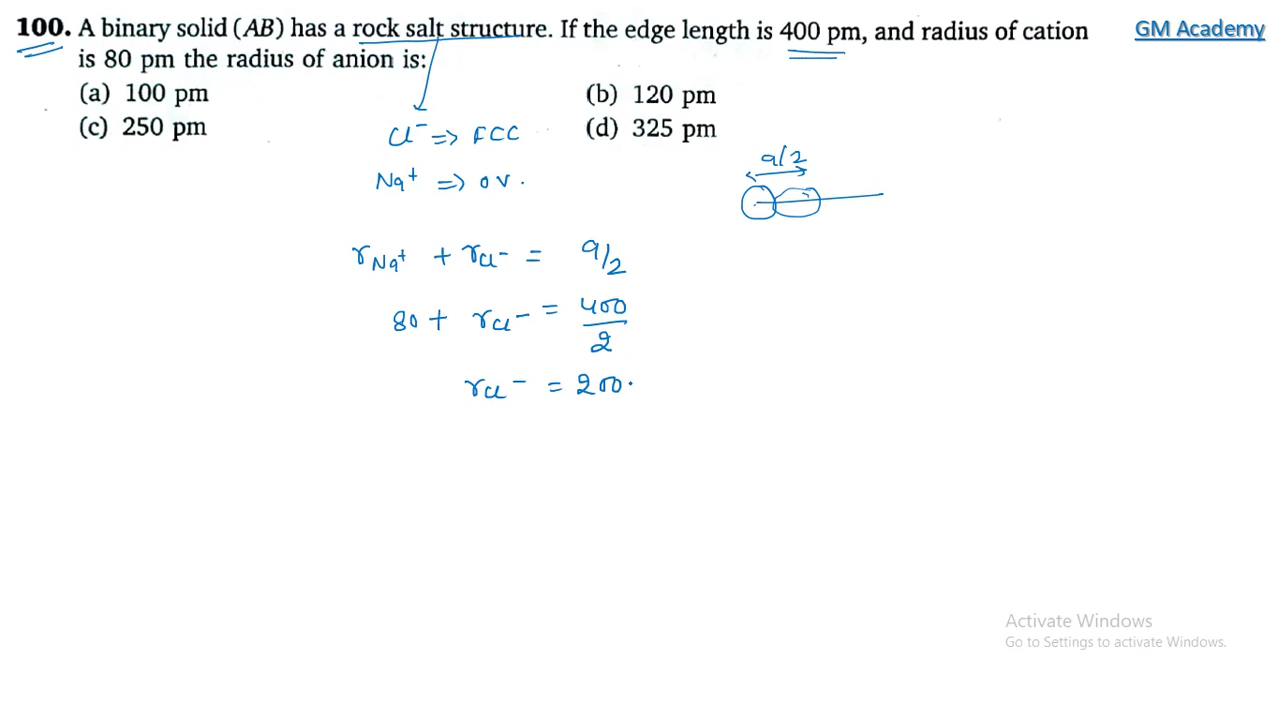 100. A binary solid (AB) has a rock salt structure. If the edge length is 400 pm, and radius of cation
GM Academy
is 80 pm the radius of anion is:
(a) 100 pm
(b) 120 pm
(c) 250 pm
(d) 325 pm
Cl⁻ => FCC
Na⁺ => OV.
a/2
rNa⁺ + rCl⁻ = a/2
80 + rCl⁻ = 400/2
rCl⁻ = 200.
Activate Windows
Go to Settings to activate Windows.